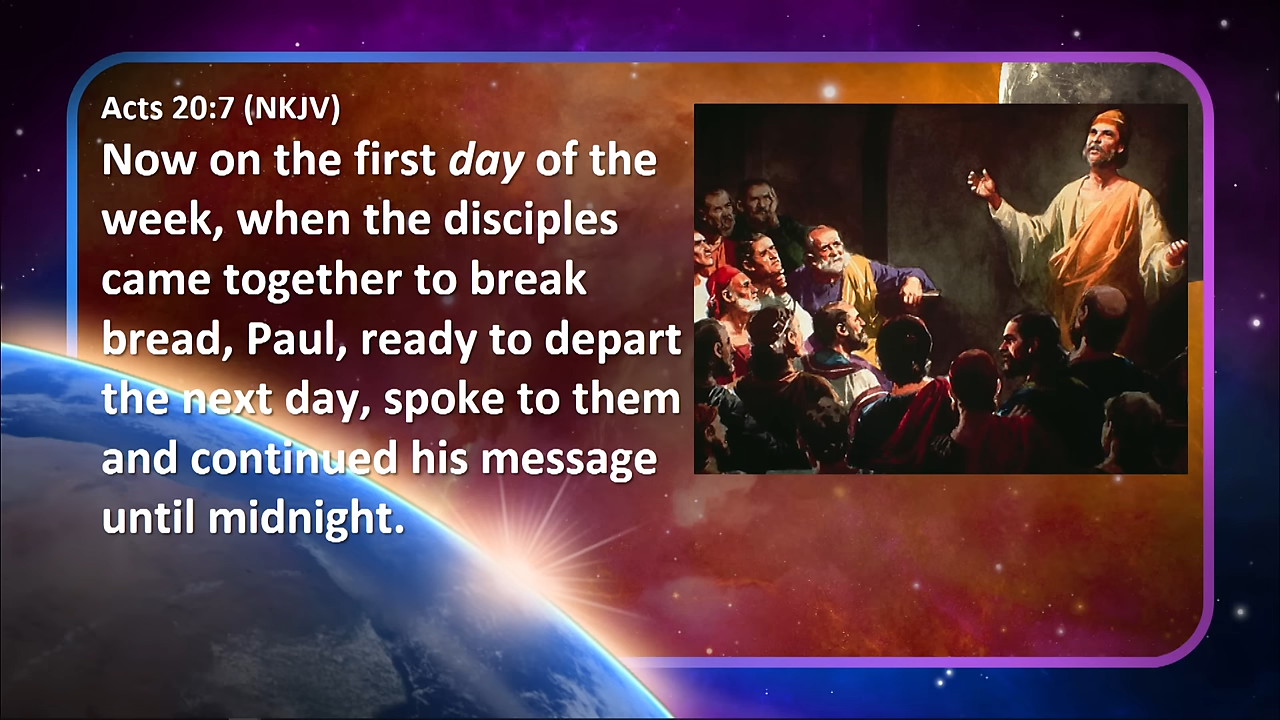 Acts 20:7 (NKJV)
Now on the first day of the
week, when the disciples
came together to break
bread, Paul, ready to depart
the next day, spoke to them
and continued his message
until midnight.